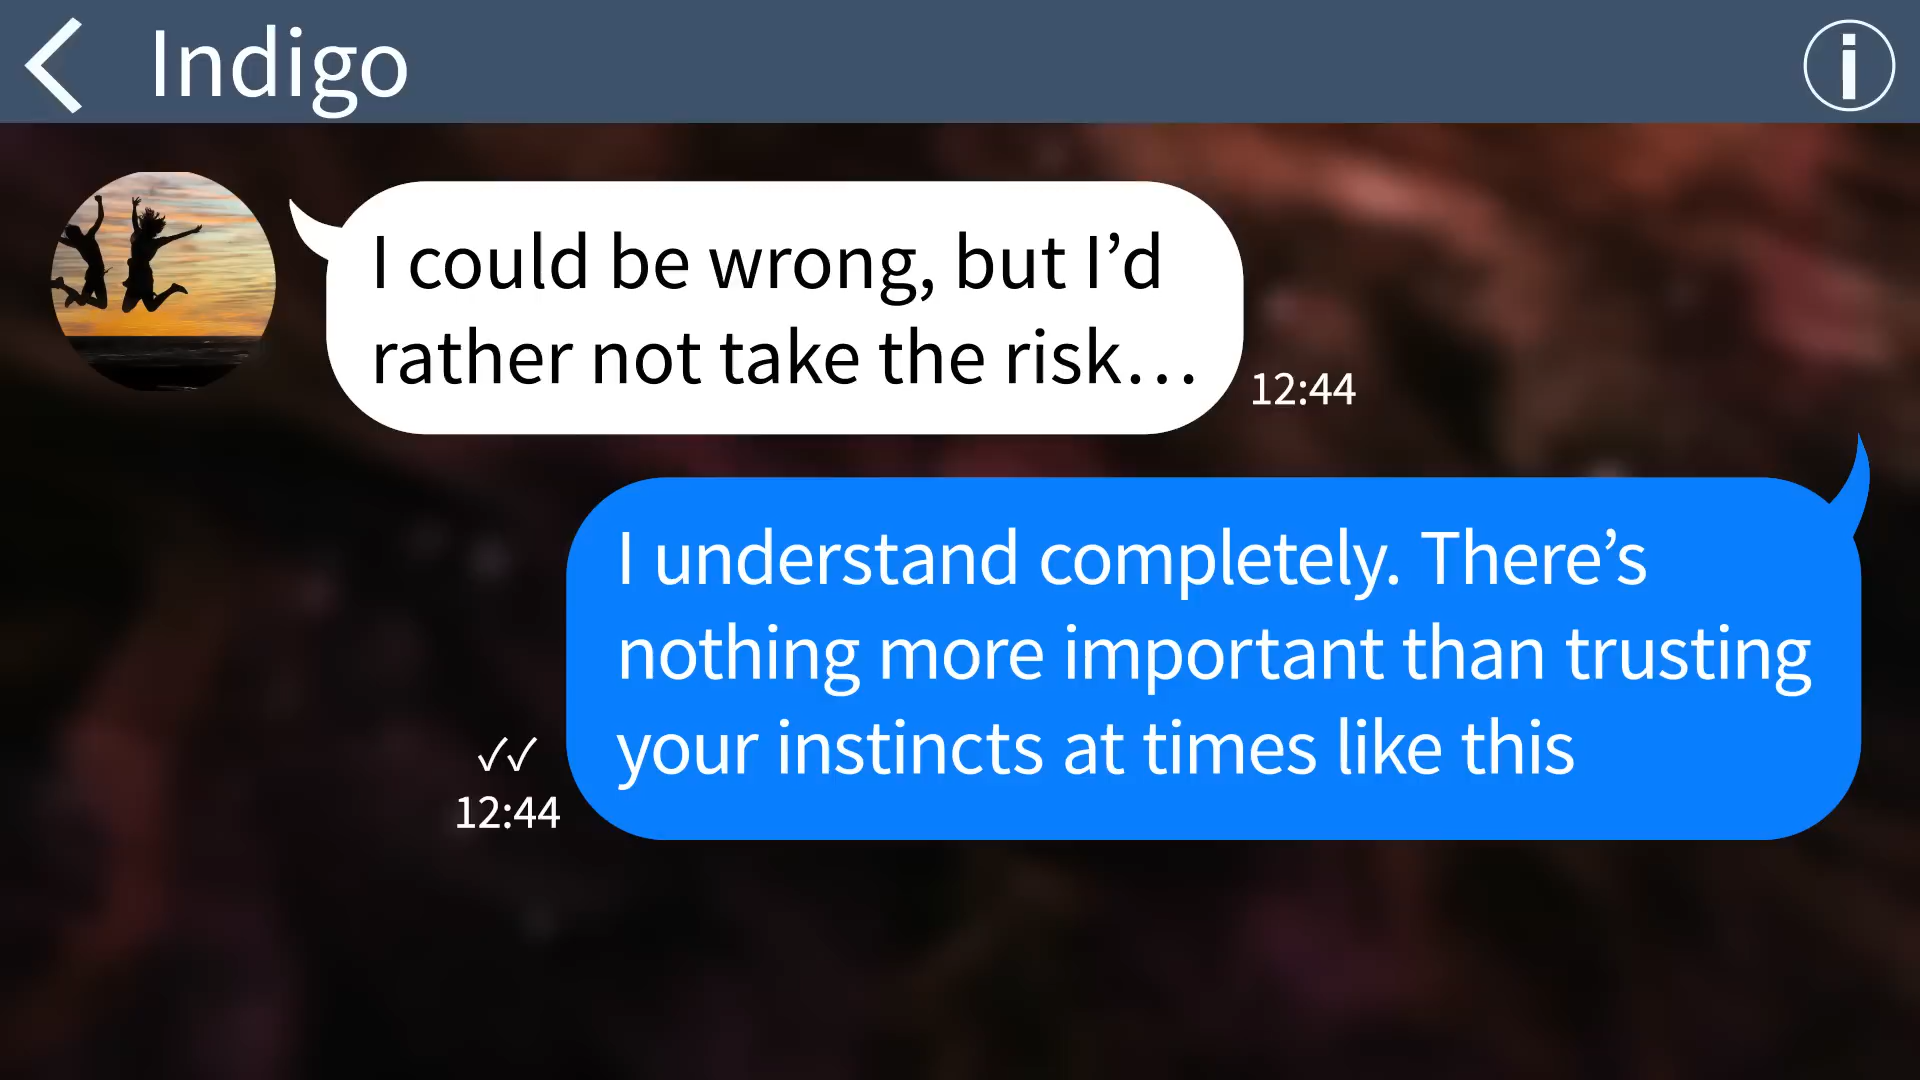 Indigo
I could be wrong, but I’d
rather not take the risk…
12:44
I understand completely. There’s
nothing more important than trusting
your instincts at times like this
✓✓
12:44